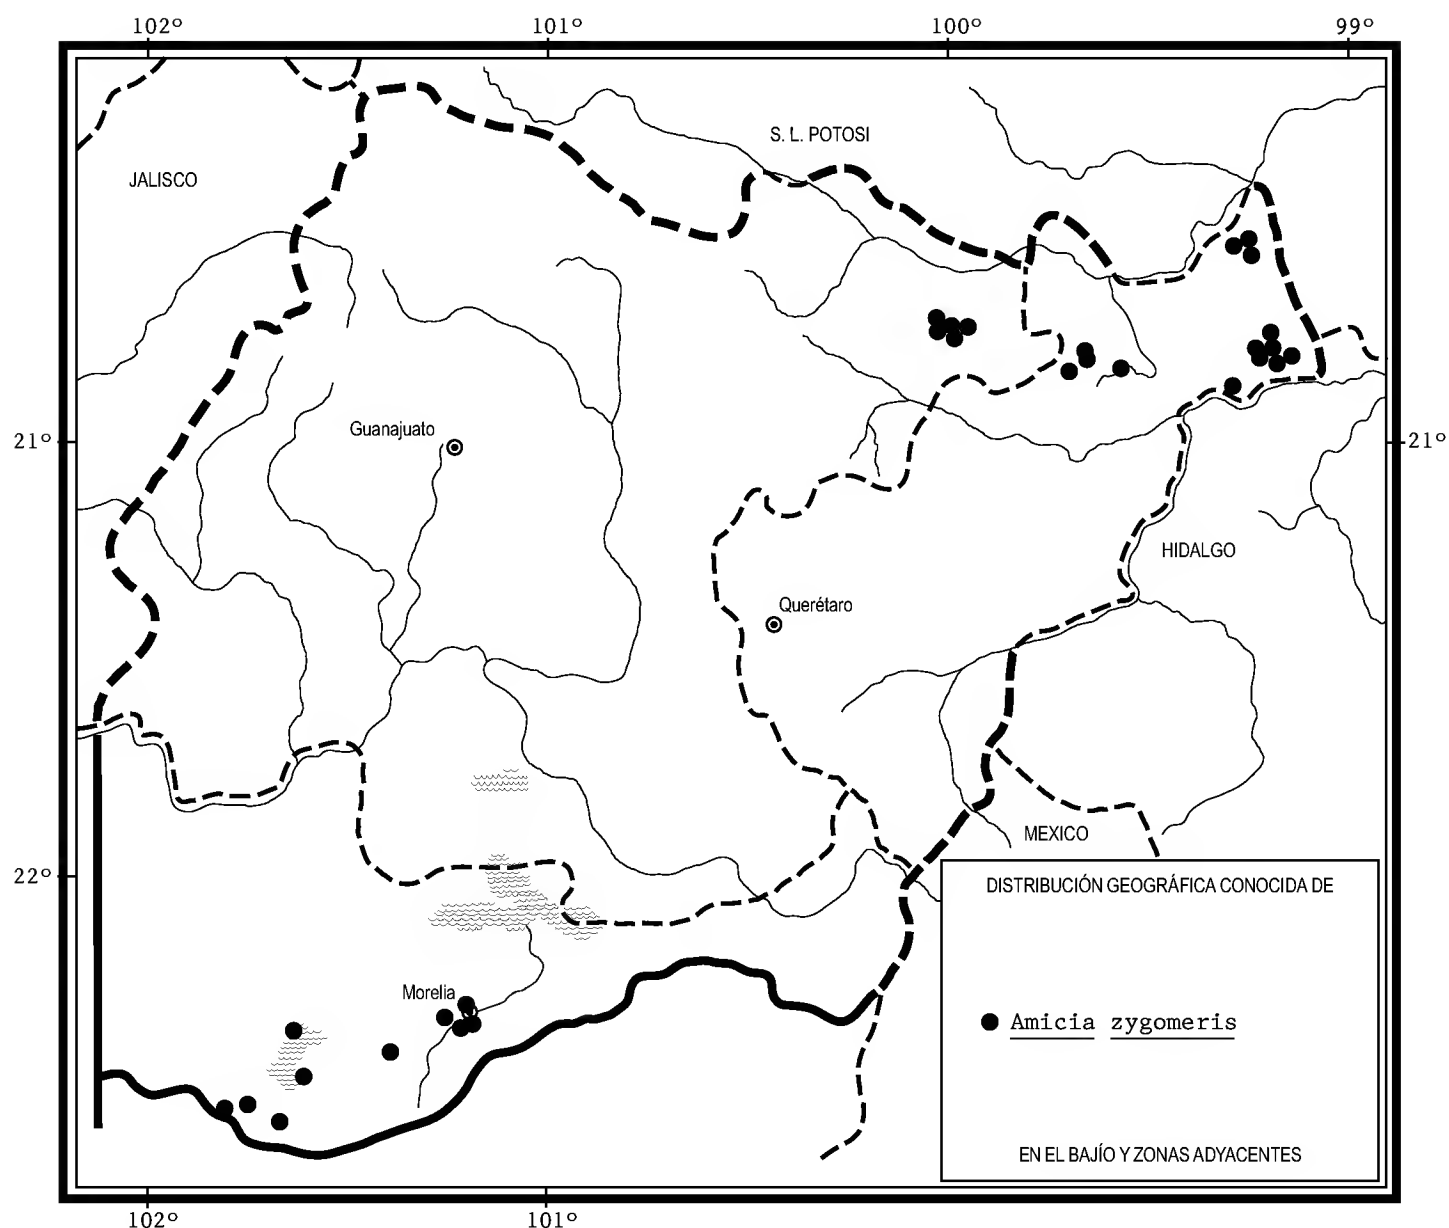 102° 101° 100° 99°
S. L. POTOSI
JALISCO
Guanajuato
21° 21°
HIDALGO
Querétaro
MEXICO
22°
DISTRIBUCIÓN GEOGRÁFICA CONOCIDA DE
Morelia
Amicia zygomeris
EN EL BAJÍO Y ZONAS ADYACENTES
102° 101°